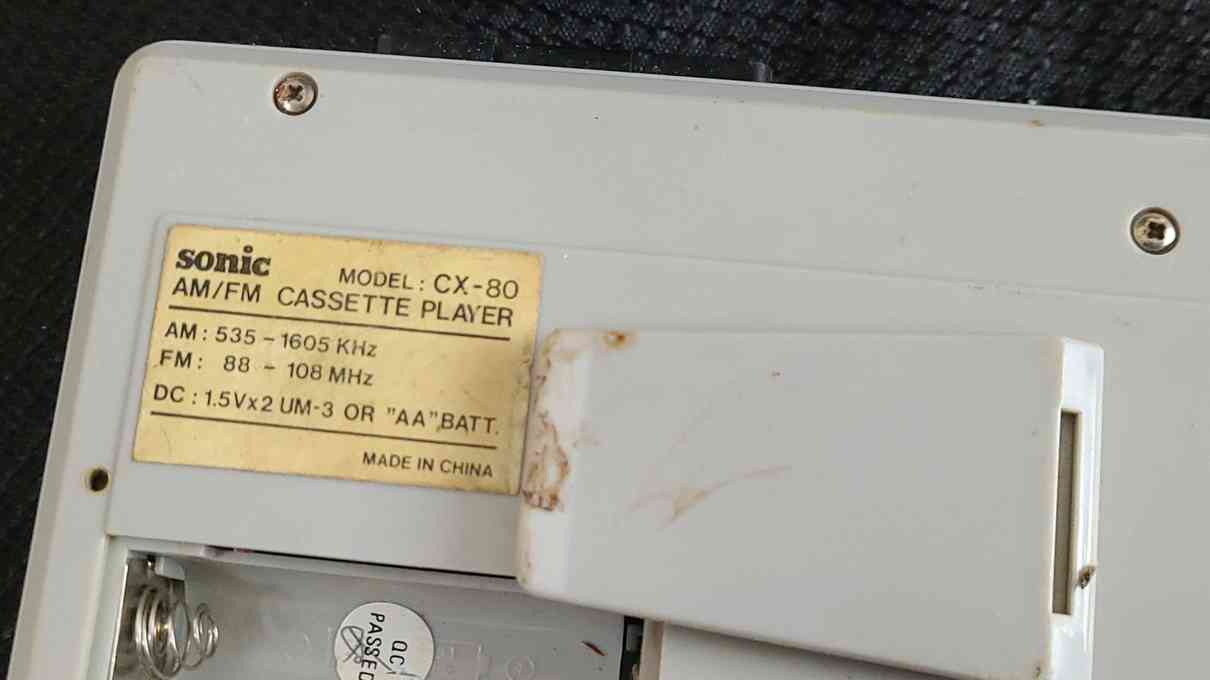 sonic MODEL: CX-80
AM/FM CASSETTE PLAYER
AM: 535 - 1605 KHz
FM: 88 - 108 MHz
DC: 1.5Vx2 UM-3 OR "AA" BATT.
MADE IN CHINA
QC
PASSED